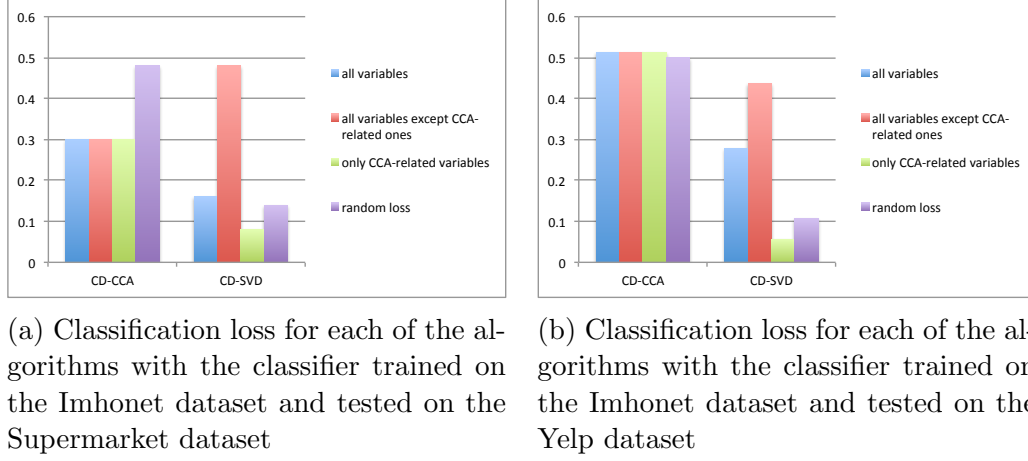 0.6
0.5
0.4
0.3
0.2
0.1
0
CD-CCA
CD-SVD
all variables
all variables except CCA-
related ones
only CCA-related variables
random loss
(a) Classification loss for each of the al-
gorithms with the classifier trained on
the Imhonet dataset and tested on the
Supermarket dataset
0.6
0.5
0.4
0.3
0.2
0.1
0
CD-CCA
CD-SVD
all variables
all variables except CCA-
related ones
only CCA-related variables
random loss
(b) Classification loss for each of the al-
gorithms with the classifier trained on
the Imhonet dataset and tested on the
Yelp dataset